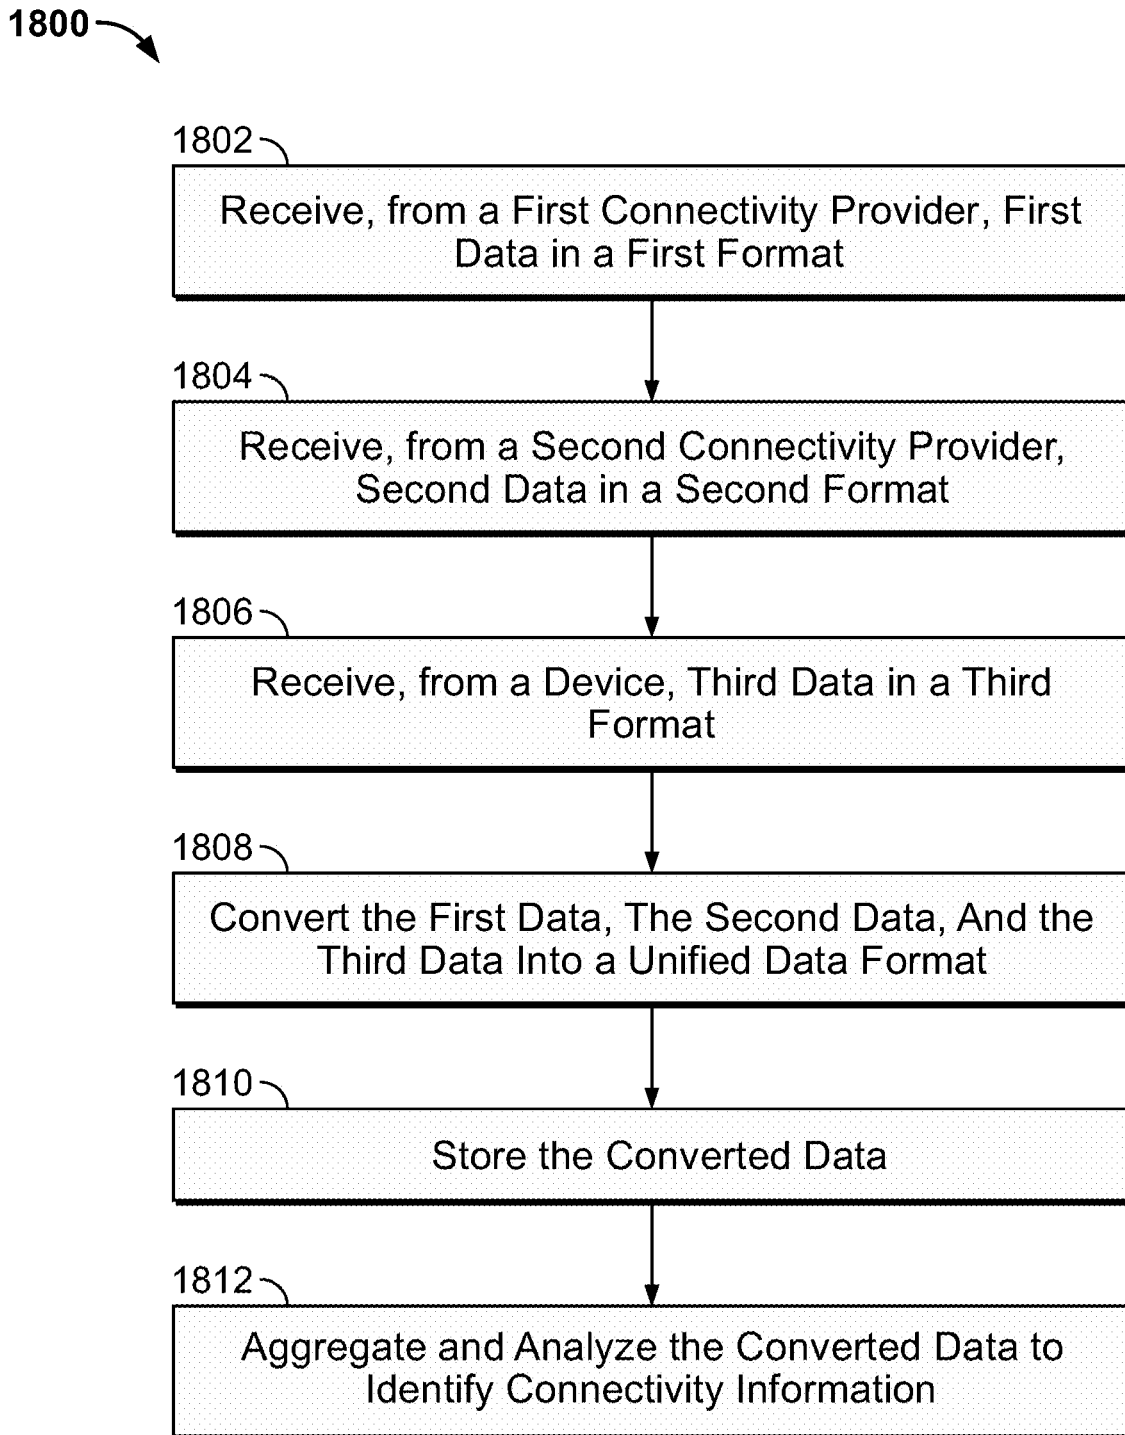 1800
1802
Receive, from a First Connectivity Provider, First
Data in a First Format
1804
Receive, from a Second Connectivity Provider,
Second Data in a Second Format
1806
Receive, from a Device, Third Data in a Third
Format
1808
Convert the First Data, The Second Data, And the
Third Data Into a Unified Data Format
1810
Store the Converted Data
1812
Aggregate and Analyze the Converted Data to
Identify Connectivity Information